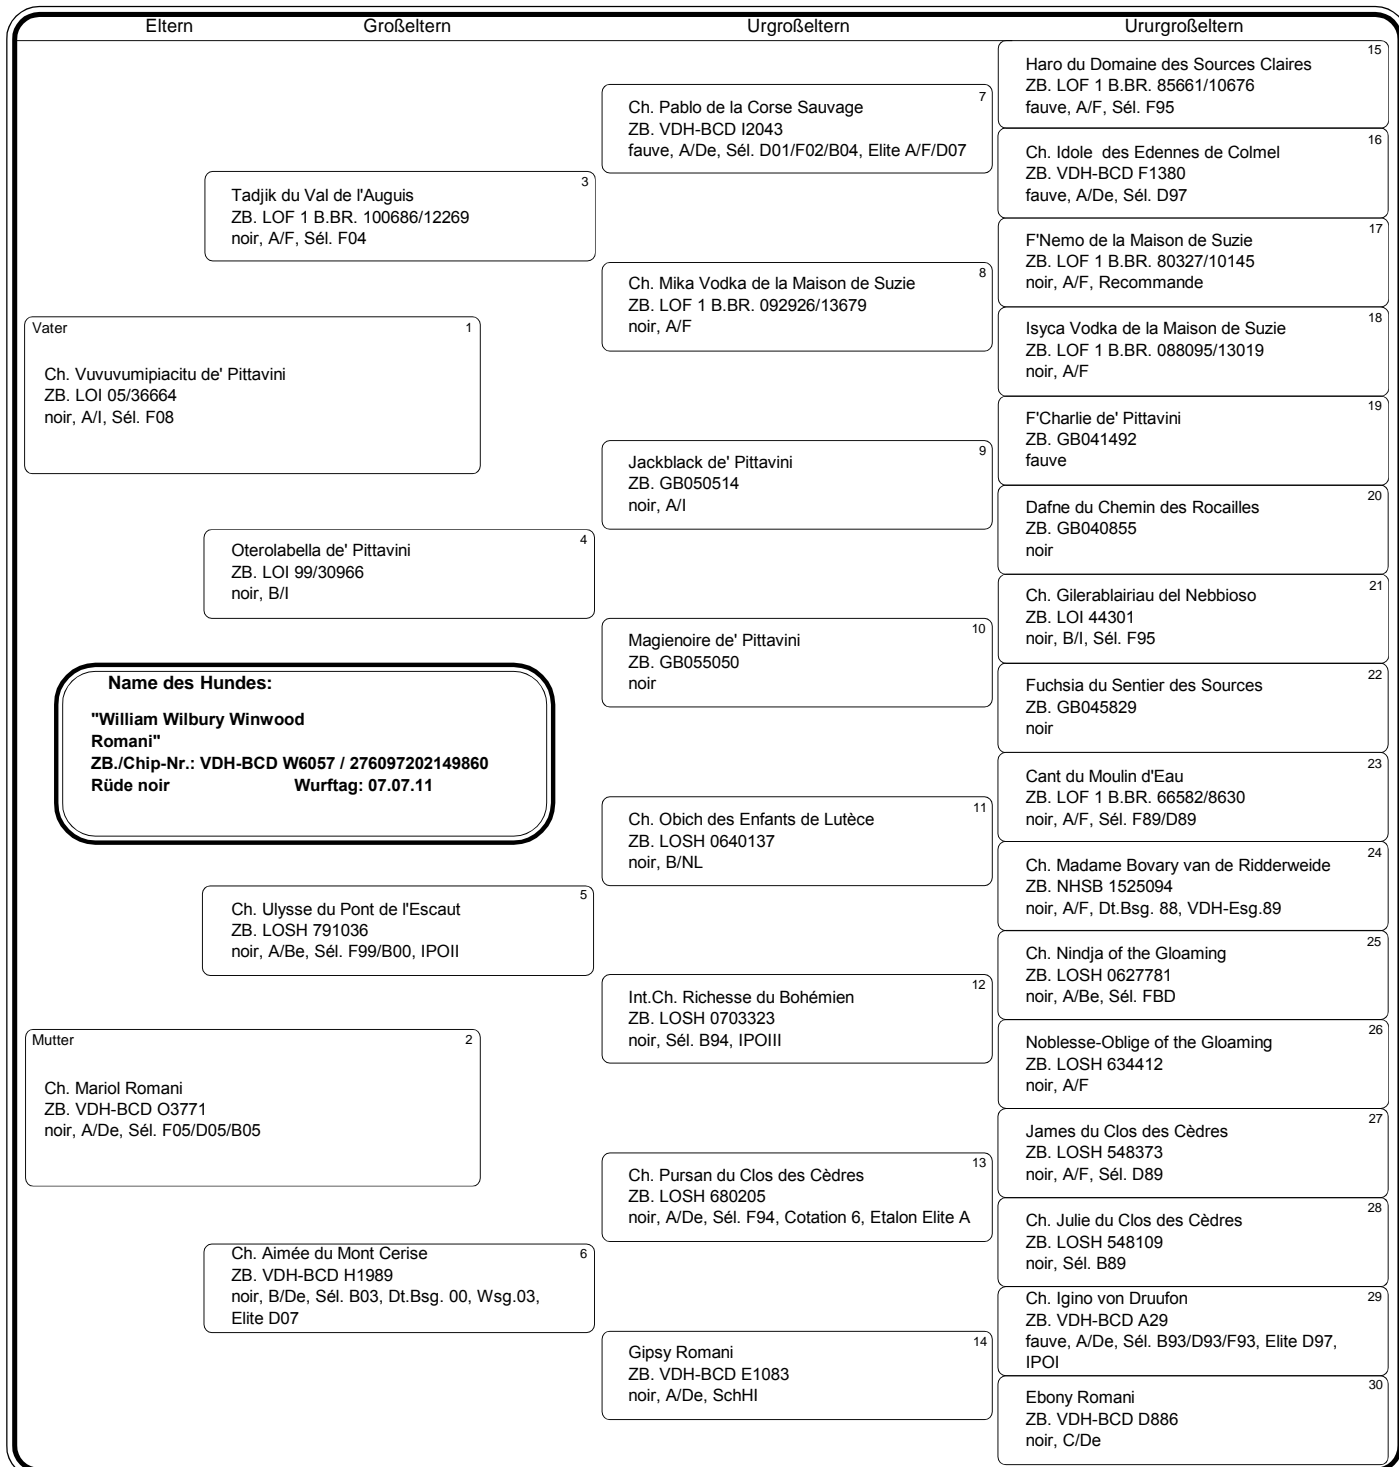 Eltern Großeltern Urgroßeltern Ururgroßeltern
Vater 1
Ch. Vuvuvumipiacitu de' Pittavini
ZB. LOI 05/36664
noir, A/I, Sél. F08
Mutter 2
Ch. Mariol Romani
ZB. VDH-BCD O3771
noir, A/De, Sél. F05/D05/B05
3
Tadjik du Val de l'Auguis
ZB. LOF 1 B.BR. 100686/12269
noir, A/F, Sél. F04
4
Oterolabella de' Pittavini
ZB. LOI 99/30966
noir, B/I
Name des Hundes:
"William Wilbury Winwood
Romani"
ZB./Chip-Nr.: VDH-BCD W6057 / 276097202149860
Rüde noir Wurftag: 07.07.11
5
Ch. Ulysse du Pont de l'Escaut
ZB. LOSH 791036
noir, A/Be, Sél. F99/B00, IPOII
6
Ch. Aimée du Mont Cerise
ZB. VDH-BCD H1989
noir, B/De, Sél. B03, Dt.Bsg. 00, Wsg.03,
Elite D07
7
Ch. Pablo de la Corse Sauvage
ZB. VDH-BCD I2043
fauve, A/De, Sél. D01/F02/B04, Elite A/F/D07
8
Ch. Mika Vodka de la Maison de Suzie
ZB. LOF 1 B.BR. 092926/13679
noir, A/F
9
Jackblack de' Pittavini
ZB. GB050514
noir, A/I
10
Magienoire de' Pittavini
ZB. GB055050
noir
11
Ch. Obich des Enfants de Lutèce
ZB. LOSH 0640137
noir, B/NL
12
Int.Ch. Richesse du Bohémien
ZB. LOSH 0703323
noir, Sél. B94, IPOIII
13
Ch. Pursan du Clos des Cèdres
ZB. LOSH 680205
noir, A/De, Sél. F94, Cotation 6, Etalon Elite A
14
Gipsy Romani
ZB. VDH-BCD E1083
noir, A/De, SchHI
15
Haro du Domaine des Sources Claires
ZB. LOF 1 B.BR. 85661/10676
fauve, A/F, Sél. F95
16
Ch. Idole des Edennes de Colmel
ZB. VDH-BCD F1380
fauve, A/De, Sél. D97
17
F'Nemo de la Maison de Suzie
ZB. LOF 1 B.BR. 80327/10145
noir, A/F, Recommande
18
Isyca Vodka de la Maison de Suzie
ZB. LOF 1 B.BR. 088095/13019
noir, A/F
19
F'Charlie de' Pittavini
ZB. GB041492
fauve
20
Dafne du Chemin des Rocailles
ZB. GB040855
noir
21
Ch. Gilerablairiau del Nebbioso
ZB. LOI 44301
noir, B/I, Sél. F95
22
Fuchsia du Sentier des Sources
ZB. GB045829
noir
23
Cant du Moulin d'Eau
ZB. LOF 1 B.BR. 66582/8630
noir, A/F, Sél. F89/D89
24
Ch. Madame Bovary van de Ridderweide
ZB. NHSB 1525094
noir, A/F, Dt.Bsg. 88, VDH-Esg.89
25
Ch. Nindja of the Gloaming
ZB. LOSH 0627781
noir, A/Be, Sél. FBD
26
Noblesse-Oblige of the Gloaming
ZB. LOSH 634412
noir, A/F
27
James du Clos des Cèdres
ZB. LOSH 548373
noir, A/F, Sél. D89
28
Ch. Julie du Clos des Cèdres
ZB. LOSH 548109
noir, Sél. B89
29
Ch. Igino von Druufon
ZB. VDH-BCD A29
fauve, A/De, Sél. B93/D93/F93, Elite D97,
IPOI
30
Ebony Romani
ZB. VDH-BCD D886
noir, C/De